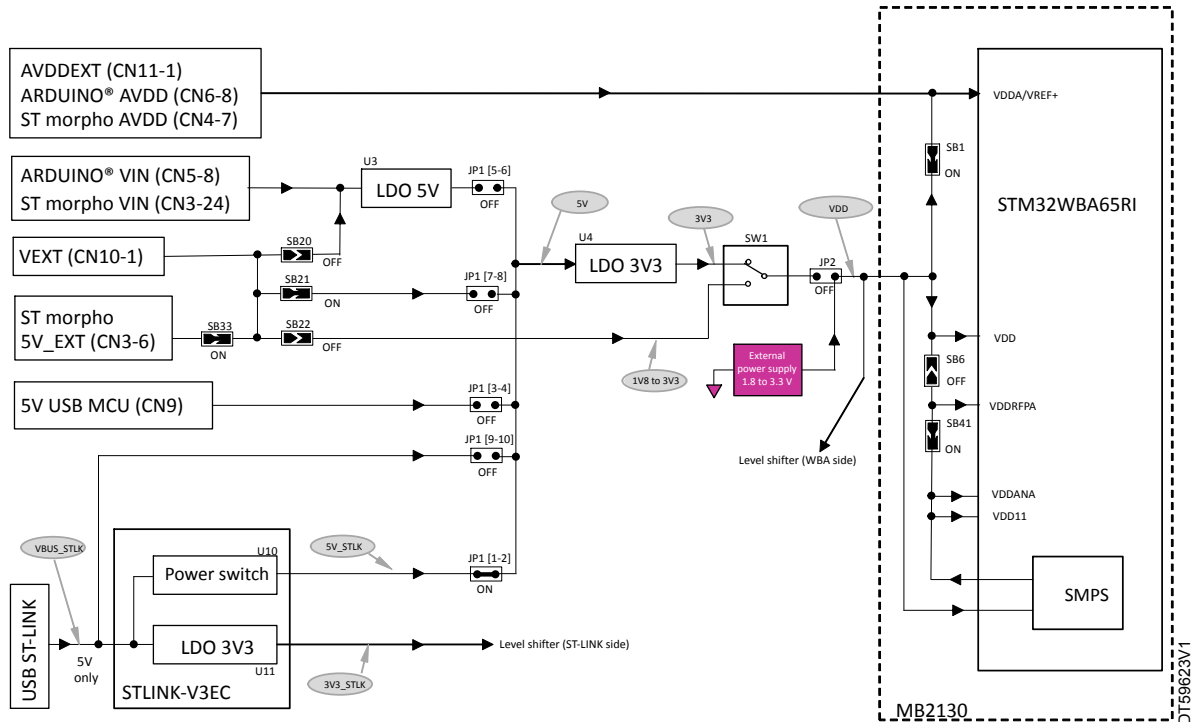 AVDDEXT (CN11-1)
ARDUINO® AVDD (CN6-8)
ST morpho AVDD (CN4-7)
VDDA/VREF+
SB1
ON
STM32WBA65RI
ARDUINO® VIN (CN5-8)
ST morpho VIN (CN3-24)
U3
LDO 5V
JP1 [5-6]
OFF
5V
3V3
VDD
VEXT (CN10-1)
SB20
OFF
SB21
ON
JP1 [7-8]
OFF
U4
LDO 3V3
SW1
JP2
OFF
ST morpho
5V_EXT (CN3-6)
SB33
ON
SB22
OFF
1V8 to 3V3
External
power supply
1.8 to 3.3 V
VDD
SB6
OFF
5V USB MCU (CN9)
JP1 [3-4]
OFF
VDDRFPA
SB41
ON
JP1 [9-10]
OFF
Level shifter (WBA side)
VDDANA
VDD11
VBUS_STLK
U10
Power switch
5V_STLK
JP1 [1-2]
ON
SMPS
USB ST-LINK
5V
only
LDO 3V3
U11
3V3_STLK
Level shifter (ST-LINK side)
STLINK-V3EC
MB2130
DT59623V1